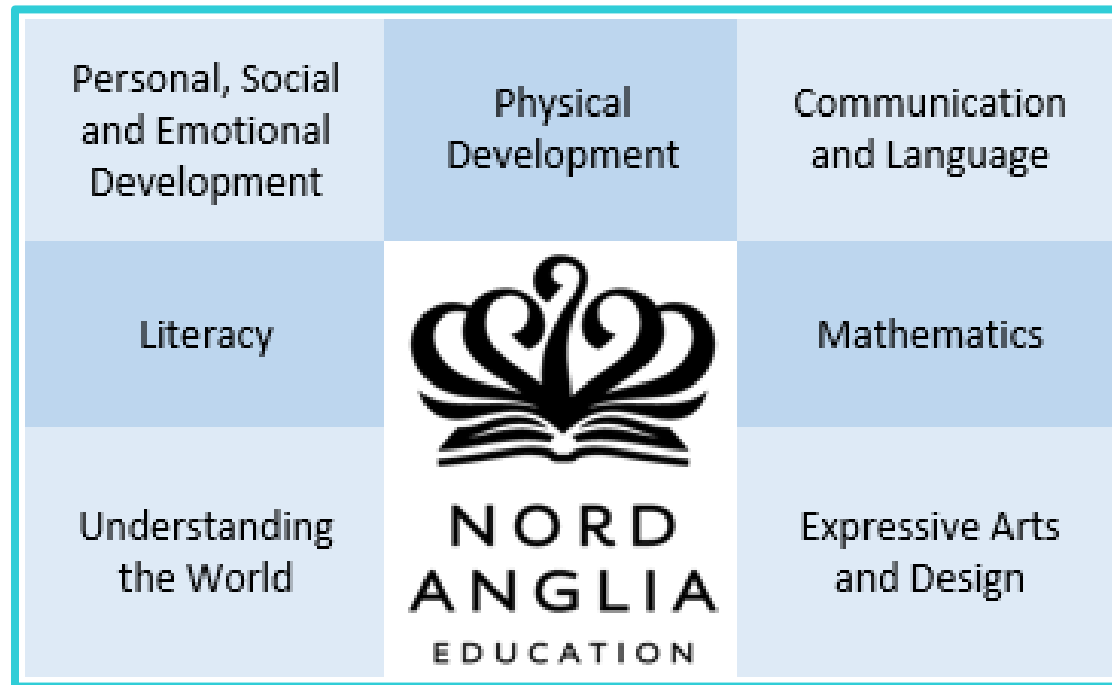 Personal, Social
and Emotional
Development
Physical
Development
Communication
and Language
Literacy
Mathematics
Understanding
the World
NORD
ANGLIA
EDUCATION
Expressive Arts
and Design